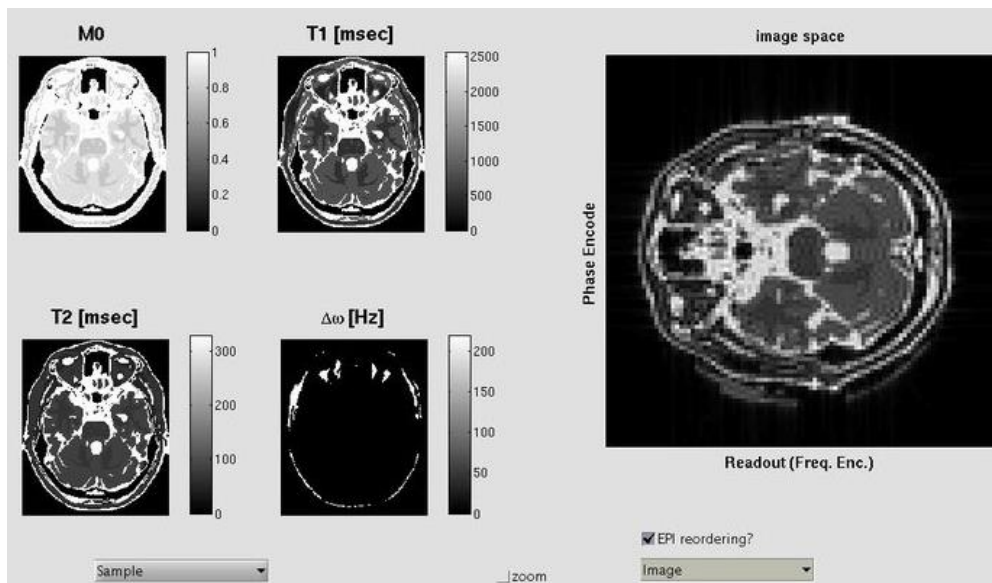 M0
1
0.8
0.6
0.4
0.2
0
T1 [msec]
2500
2000
1500
1000
500
0
image space
Phase Encode
Readout (Freq. Enc.)
T2 [msec]
300
200
100
0
Δω [Hz]
200
150
100
50
0
EPI reordering?
Sample
zoom
Image